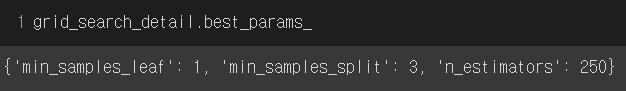 1 grid_search_detail.best_params_
{'min_samples_leaf': 1, 'min_samples_split': 3, 'n_estimators': 250}